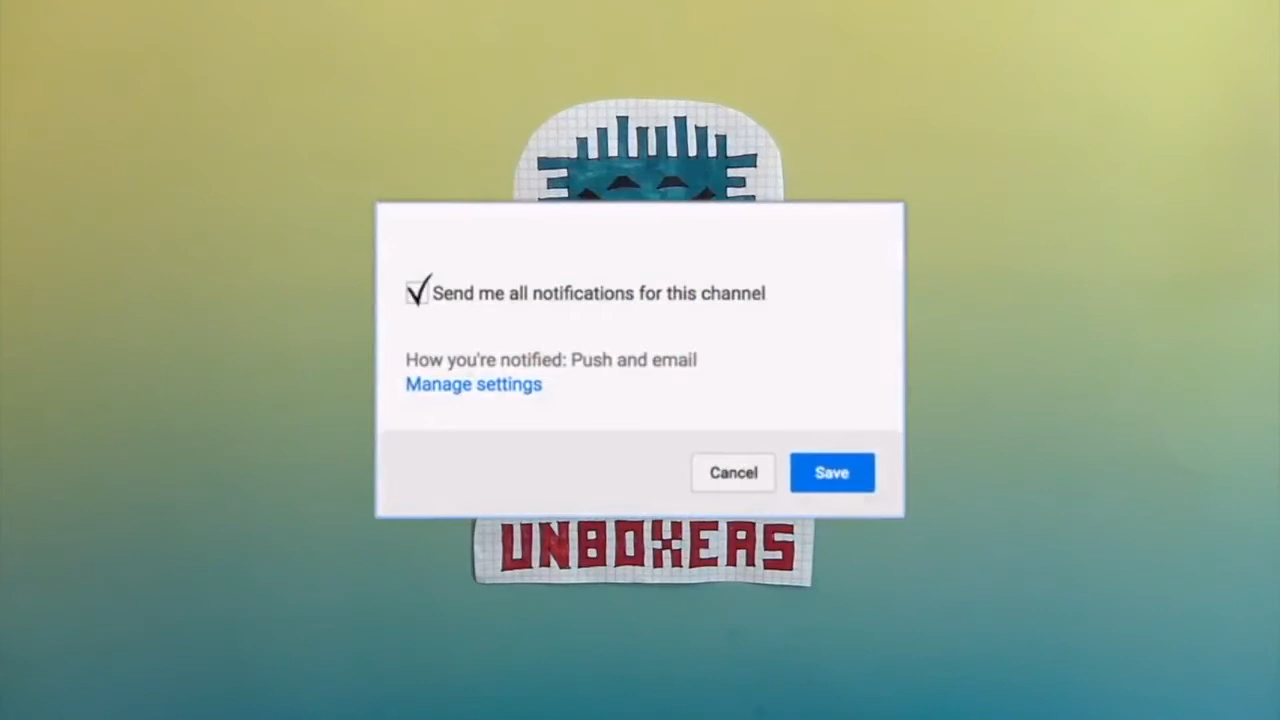 Send me all notifications for this channel
How you're notified: Push and email
Manage settings
Cancel
Save
UNBOXERS